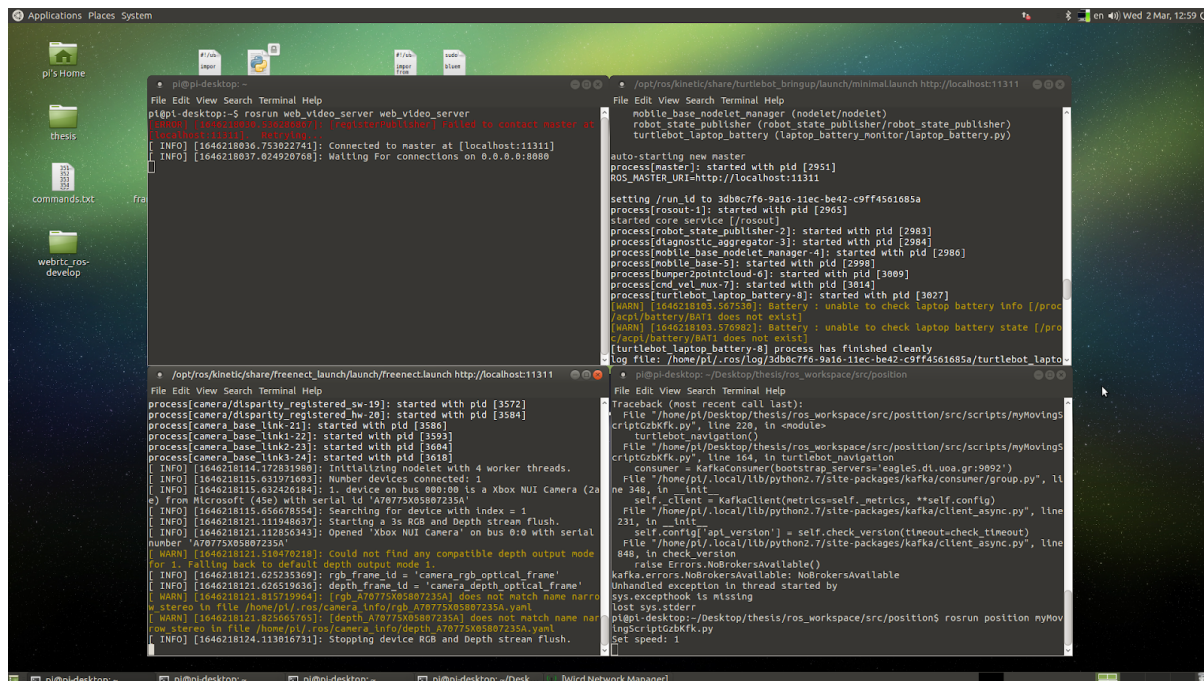 Applications Places System
en Wed 2 Mar, 12:59
pi's Home
thesis
commands.txt
webrtc_ros-
develop
#!/us
impor
#!/us
impor
from
sudo
pi@pi-desktop: ~
File Edit View Search Terminal Help
pi@pi-desktop:~$ rosrun web_video_server web_video_server
[registerPublisher] Failed to contact master at
[localhost:11311]. Retrying...
[ INFO] [1646218036.753022741]: Connected to master at [localhost:11311]
[ INFO] [1646218037.024920768]: Waiting For connections on 0.0.0.0:8080
/opt/ros/kinetic/share/turtlebot_bringup/launch/minimal.launch http://localhost:11311
File Edit View Search Terminal Help
mobile_base_nodelet_manager (nodelet/nodelet)
robot_state_publisher (robot_state_publisher/robot_state_publisher)
turtlebot_laptop_battery (laptop_battery_monitor/laptop_battery.py)
auto-starting new master
process[master]: started with pid [2951]
ROS_MASTER_URI=http://localhost:11311
setting /run_id to 3db0c7f6-9a16-11ec-be42-c9ff4561685a
process[rosout-1]: started with pid [2965]
started core service [/rosout]
process[robot_state_publisher-2]: started with pid [2983]
process[diagnostic_aggregator-3]: started with pid [2984]
process[mobile_base_nodelet_manager-4]: started with pid [2986]
process[mobile_base-5]: started with pid [2998]
process[bumper2pointcloud-6]: started with pid [3009]
process[cmd_vel_mux-7]: started with pid [3014]
process[turtlebot_laptop_battery-8]: started with pid [3027]
[WARN] [1646218103.567530]: Battery : unable to check laptop battery info [/proc
/acpi/battery/BAT1 does not exist]
[WARN] [1646218103.576982]: Battery : unable to check laptop battery state [/pro
c/acpi/battery/BAT1 does not exist]
[turtlebot_laptop_battery-8] process has finished cleanly
log file: /home/pi/.ros/log/3db0c7f6-9a16-11ec-be42-c9ff4561685a/turtlebot_lapto
/opt/ros/kinetic/share/freenect_launch/launch/freenect.launch http://localhost:11311
File Edit View Search Terminal Help
process[camera/disparity_registered_sw-19]: started with pid [3572]
process[camera/disparity_registered_hw-20]: started with pid [3584]
process[camera_base_link-21]: started with pid [3586]
process[camera_base_link1-22]: started with pid [3593]
process[camera_base_link2-23]: started with pid [3604]
process[camera_base_link3-24]: started with pid [3618]
[ INFO] [1646218114.172831980]: Initializing nodelet with 4 worker threads.
[ INFO] [1646218115.631971603]: Number devices connected: 1
[ INFO] [1646218115.632426184]: 1. device on bus 000:00 is a Xbox NUI Camera (2a
e) from Microsoft (45e) with serial id 'A70775X05807235A'
[ INFO] [1646218115.656678554]: Searching for device with index = 1
[ INFO] [1646218121.111948637]: Starting a 3s RGB and Depth stream flush.
[ INFO] [1646218121.112856343]: Opened 'Xbox NUI Camera' on bus 0:0 with serial
number 'A70775X05807235A'
[ WARN] [1646218121.510470218]: Could not find any compatible depth output mode
for 1. Falling back to default depth output mode 1.
[ INFO] [1646218121.625235369]: rgb_frame_id = 'camera_rgb_optical_frame'
[ INFO] [1646218121.626519636]: depth_frame_id = 'camera_depth_optical_frame'
[ WARN] [1646218121.815719964]: [rgb_A70775X05807235A] does not match name narro
w_stereo in file /home/pi/.ros/camera_info/rgb_A70775X05807235A.yaml
[ WARN] [1646218121.825665765]: [depth_A70775X05807235A] does not match name nar
row_stereo in file /home/pi/.ros/camera_info/depth_A70775X05807235A.yaml
[ INFO] [1646218124.113016731]: Stopping device RGB and Depth stream flush.
pi@pi-desktop: ~/Desktop/thesis/ros_workspace/src/position
File Edit View Search Terminal Help
Traceback (most recent call last):
File "/home/pi/Desktop/thesis/ros_workspace/src/position/src/scripts/myMovingS
criptGzbKfk.py", line 220, in <module>
turtlebot_navigation()
File "/home/pi/Desktop/thesis/ros_workspace/src/position/src/scripts/myMovingS
criptGzbKfk.py", line 164, in turtlebot_navigation
consumer = KafkaConsumer(bootstrap_servers='eagle5.di.uoa.gr:9092')
File "/home/pi/.local/lib/python2.7/site-packages/kafka/consumer/group.py", li
ne 348, in __init__
self._client = KafkaClient(metrics=self._metrics, **self.config)
File "/home/pi/.local/lib/python2.7/site-packages/kafka/client_async.py", line
231, in __init__
self.config['api_version'] = self.check_version(timeout=check_timeout)
File "/home/pi/.local/lib/python2.7/site-packages/kafka/client_async.py", line
848, in check_version
raise Errors.NoBrokersAvailable()
kafka.errors.NoBrokersAvailable: NoBrokersAvailable
Unhandled exception in thread started by
sys.excepthook is missing
lost sys.stderr
pi@pi-desktop:~/Desktop/thesis/ros_workspace/src/position$ rosrun position myMov
ingScriptGzbKfk.py
Set speed: 1
pi@pi-desktop: ~
pi@pi-desktop: ~
pi@pi-desktop: ~
pi@pi-desktop: ~/Desk
[Wicd Network Manager]